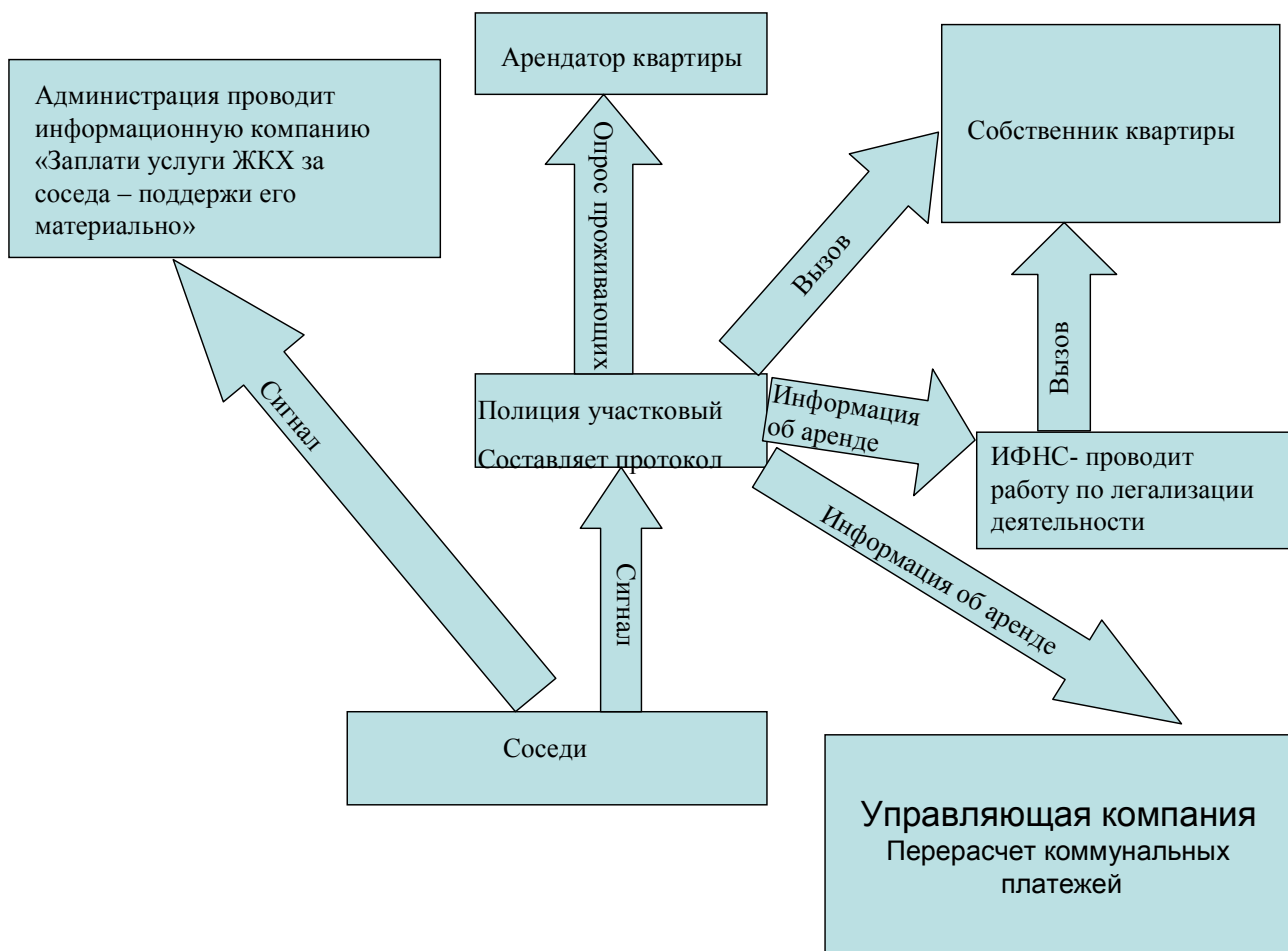 Арендатор квартиры
Администрация проводит
информационную компанию
«Заплати услуги ЖКХ за
соседа – поддержи его
материально»
Собственник квартиры
Опрос проживающих
Вызов
Вызов
Сигнал
Полиция участковый
Составляет протокол
Информация
об аренде
ИФНС- проводит
работу по легализации
деятельности
Информация об аренде
Сигнал
Соседи
Управляющая компания
Перерасчет коммунальных
платежей